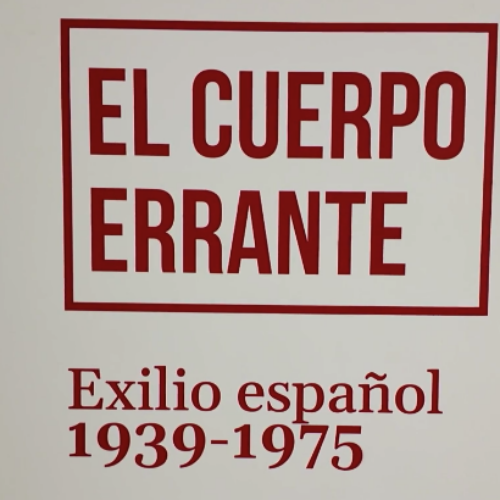 EL CUERPO
ERRANTE
Exilio español
1939-1975